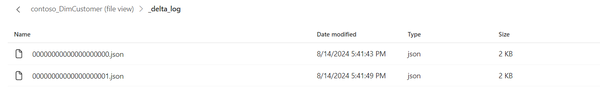 contoso_DimCustomer (file view) > _delta_log
Name Date modified Type Size
00000000000000000000.json 8/14/2024 5:41:43 PM json 2 KB
00000000000000000001.json 8/14/2024 5:41:49 PM json 2 KB